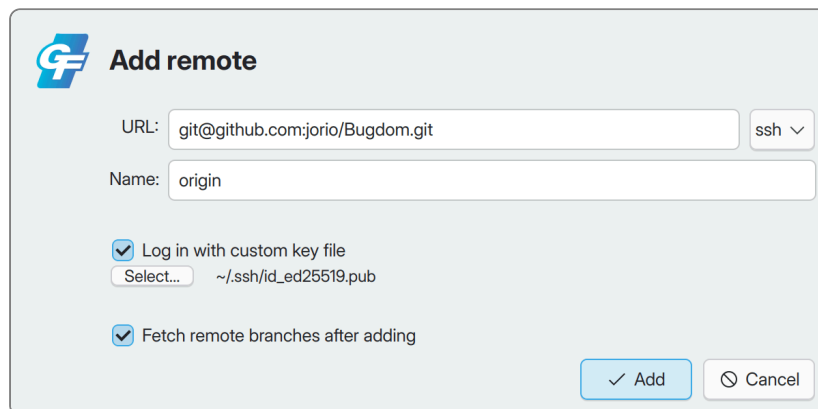 GF
Add remote
URL: git@github.com:jorio/Bugdom.git ssh
Name: origin
Log in with custom key file
Select... ~/.ssh/id_ed25519.pub
Fetch remote branches after adding
Add Cancel